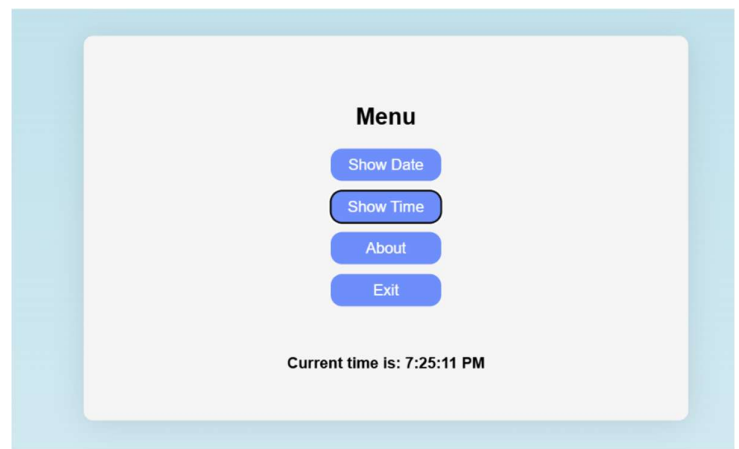 Menu
Show Date
Show Time
About
Exit
Current time is: 7:25:11 PM